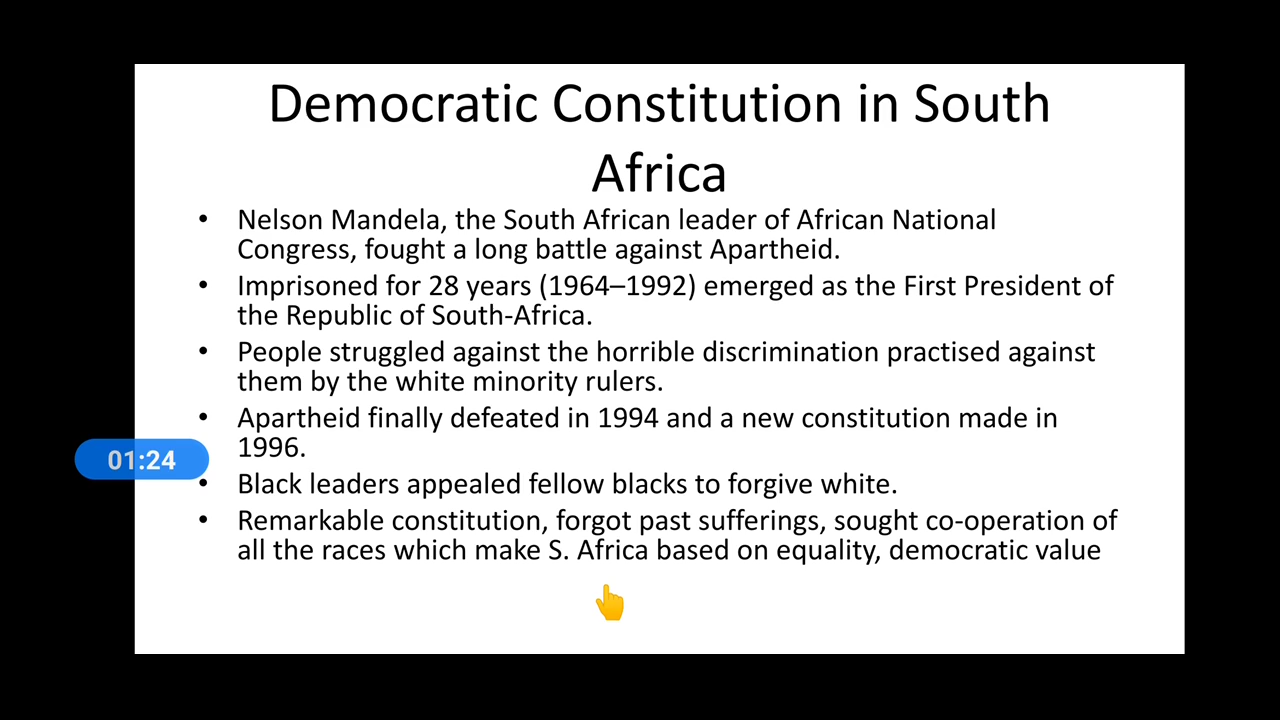 Democratic Constitution in South
Africa
• Nelson Mandela, the South African leader of African National
Congress, fought a long battle against Apartheid.
• Imprisoned for 28 years (1964–1992) emerged as the First President of
the Republic of South-Africa.
• People struggled against the horrible discrimination practised against
them by the white minority rulers.
• Apartheid finally defeated in 1994 and a new constitution made in
1996.
01:24
• Black leaders appealed fellow blacks to forgive white.
• Remarkable constitution, forgot past sufferings, sought co-operation of
all the races which make S. Africa based on equality, democratic value